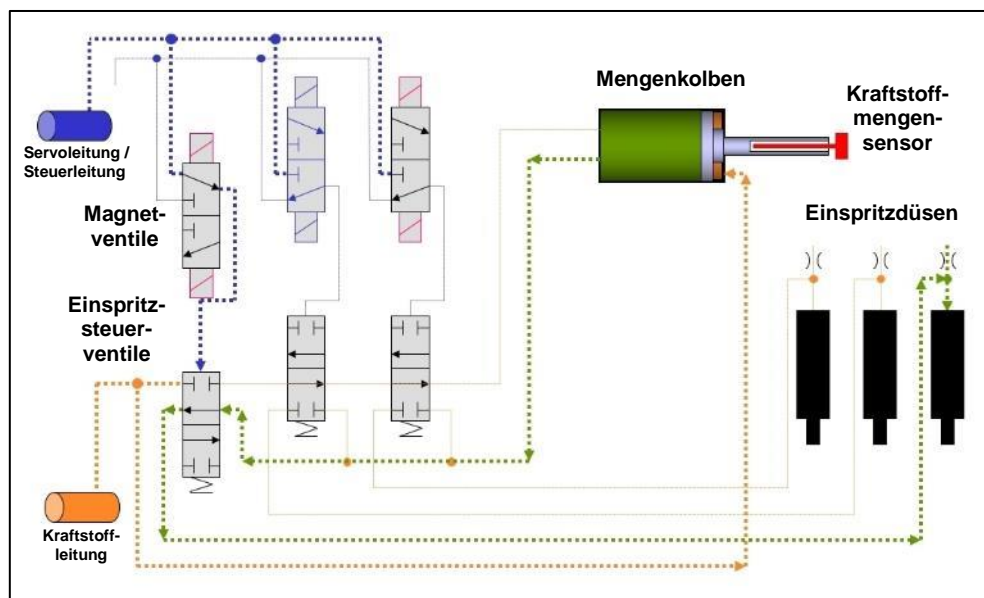 Servoleitung /
Steuerleitung
Magnet-
ventile
Einspritz-
steuer-
ventile
Kraftstoff-
leitung
Mengenkolben
Kraftstoff-
mengen-
sensor
Einspritzdüsen